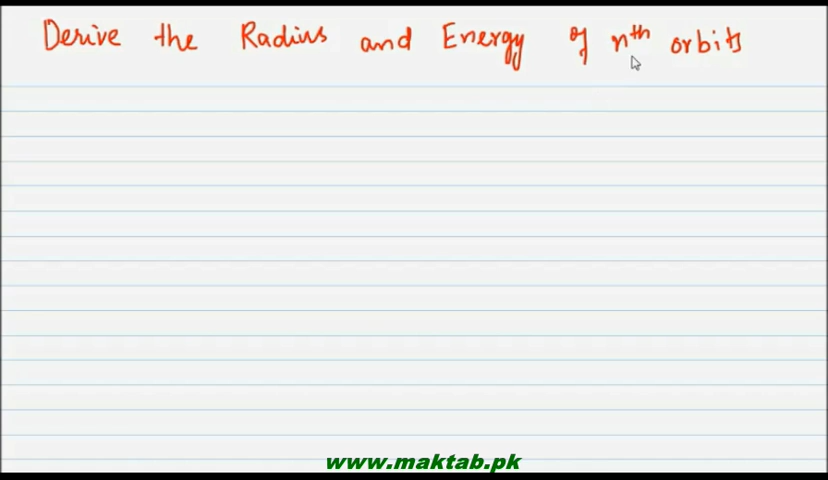 Derive the Radius and Energy of nth orbits
www.maktab.pk